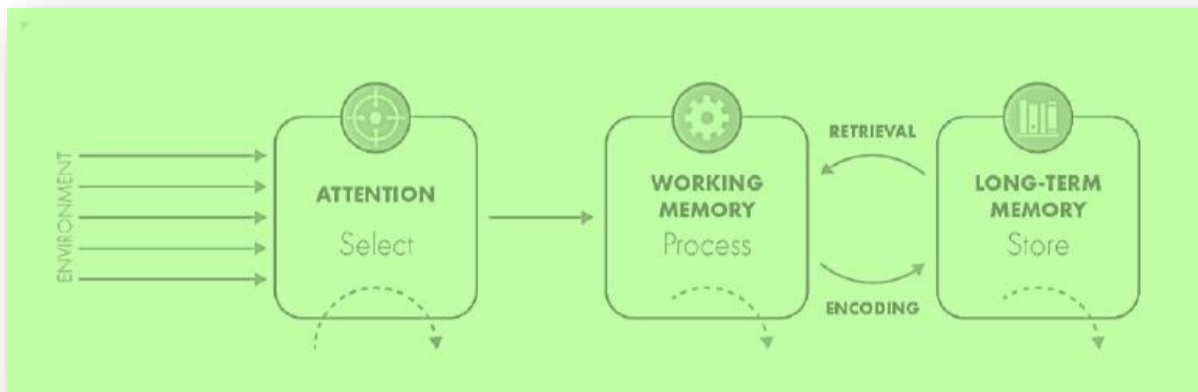 ENVIRONMENT
ATTENTION
Select
WORKING
MEMORY
Process
RETRIEVAL
ENCODING
LONG-TERM
MEMORY
Store